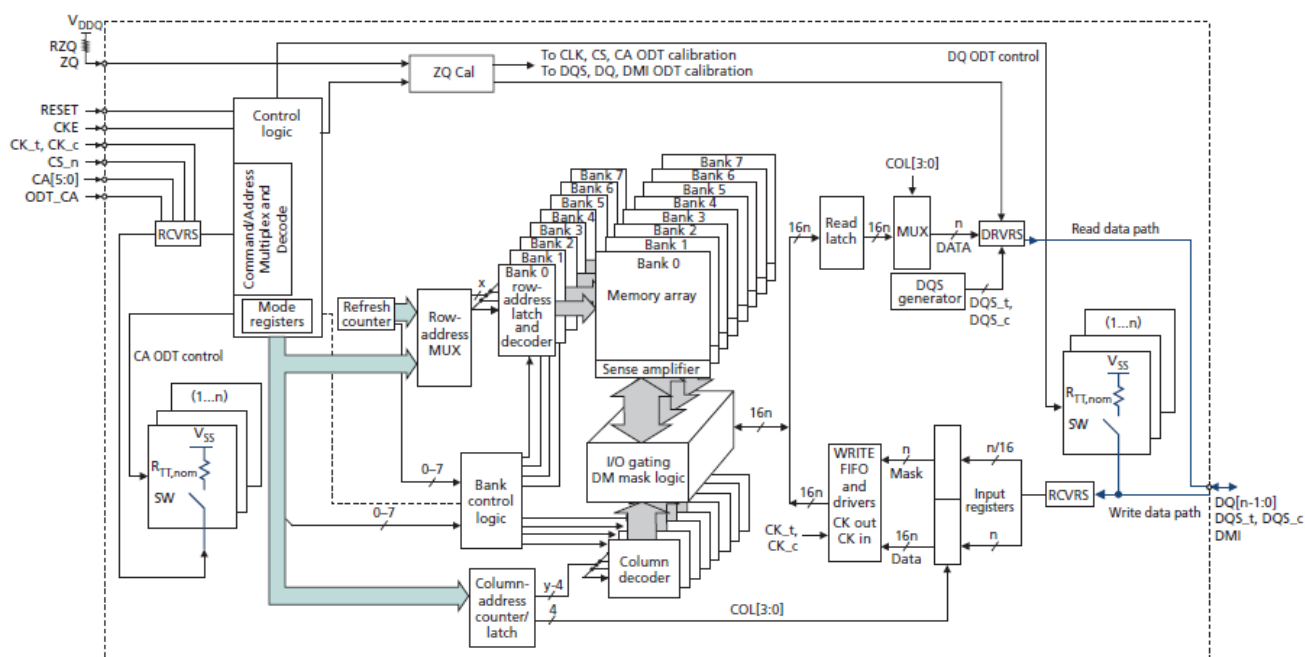 VDDQ
RZQ
ZQ
RESET
CKE
CK_t, CK_c
CS_n
CA[5:0]
ODT_CA
RCVRS
Control
logic
Command/Address
Multiplex and
Decode
Mode
registers
CA ODT control
(1...n)
VSS
RTT,nom
SW
ZQ Cal
To CLK, CS, CA ODT calibration
To DQS, DQ, DMI ODT calibration
DQ ODT control
Refresh
counter
Row-
address
MUX
x
Bank 7
Bank 6
Bank 5
Bank 4
Bank 3
Bank 2
Bank 1
Bank 0
row-
address
latch
and
decoder
Bank 7
Bank 6
Bank 5
Bank 4
Bank 3
Bank 2
Bank 1
Bank 0
Memory array
Sense amplifier
I/O gating
DM mask logic
0–7
0–7
Bank
control
logic
Column
decoder
Column-
address
counter/
latch
y-4
4
COL[3:0]
16n
16n
Read
latch
16n
COL[3:0]
MUX
n
DATA
DRVRS
DQS
generator
DQS_t,
DQS_c
Read data path
(1...n)
VSS
RTT,nom
SW
16n
CK_t,
CK_c
WRITE
FIFO
and
drivers
CK out
CK in
n
Mask
16n
Data
n/16
Input
registers
n
RCVRS
Write data path
DQ[n-1:0]
DQS_t, DQS_c
DMI